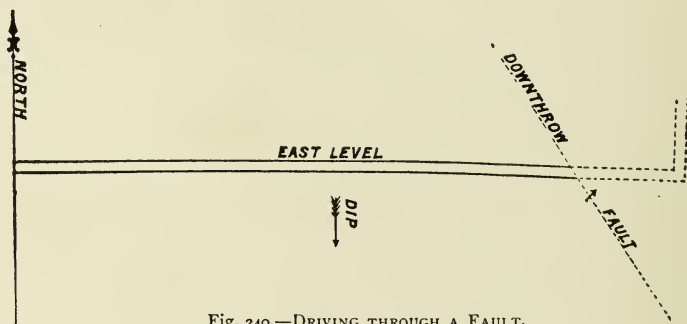 NORTH
DOWNTHROW
EAST LEVEL
DIP
FAULT
Fig. 240.—DRIVING THROUGH A FAULT.